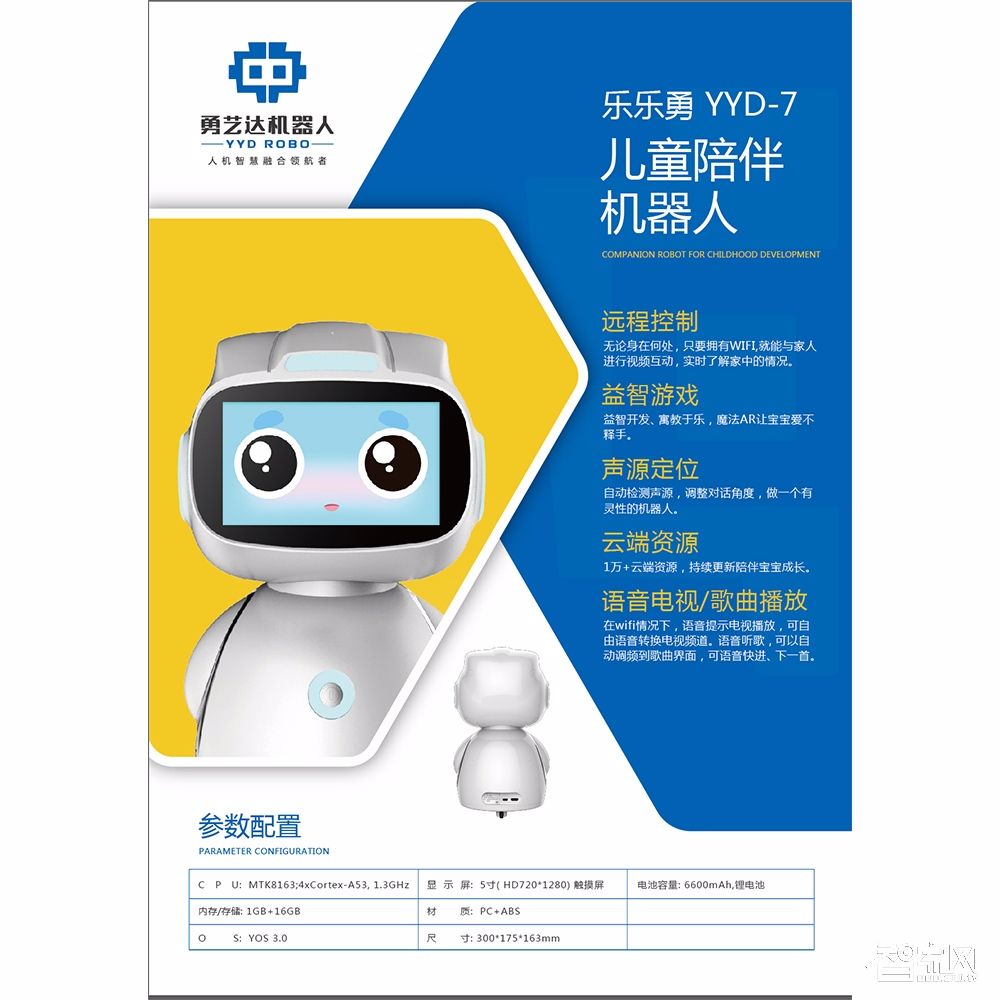 勇艺达机器人
YYD ROBO
人机智慧融合领航者
乐乐勇 YYD-7
儿童陪伴
机器人
COMPANION ROBOT FOR CHILDHOOD DEVELOPMENT
远程控制
无论身在何处，只要拥有WIFI,就能与家人
进行视频互动，实时了解家中的情况。
益智游戏
益智开发、寓教于乐，魔法AR让宝宝爱不
释手。
声源定位
自动检测声源，调整对话角度，做一个有
灵性的机器人。
云端资源
1万+云端资源，持续更新陪伴宝宝成长。
语音电视/歌曲播放
在wifi情况下，语音提示电视播放，可自
由语音转换电视频道。语音听歌，可以自
动调频到歌曲界面，可语音快进、下一首。
参数配置
PARAMETER CONFIGURATION
C P U: MTK8163;4xCortex-A53, 1.3GHz 显 示 屏: 5寸( HD720*1280) 触摸屏 电池容量: 6600mAh,锂电池
内存/存储: 1GB+16GB 材 质: PC+ABS
O S: YOS 3.0 尺 寸: 300*175*163mm